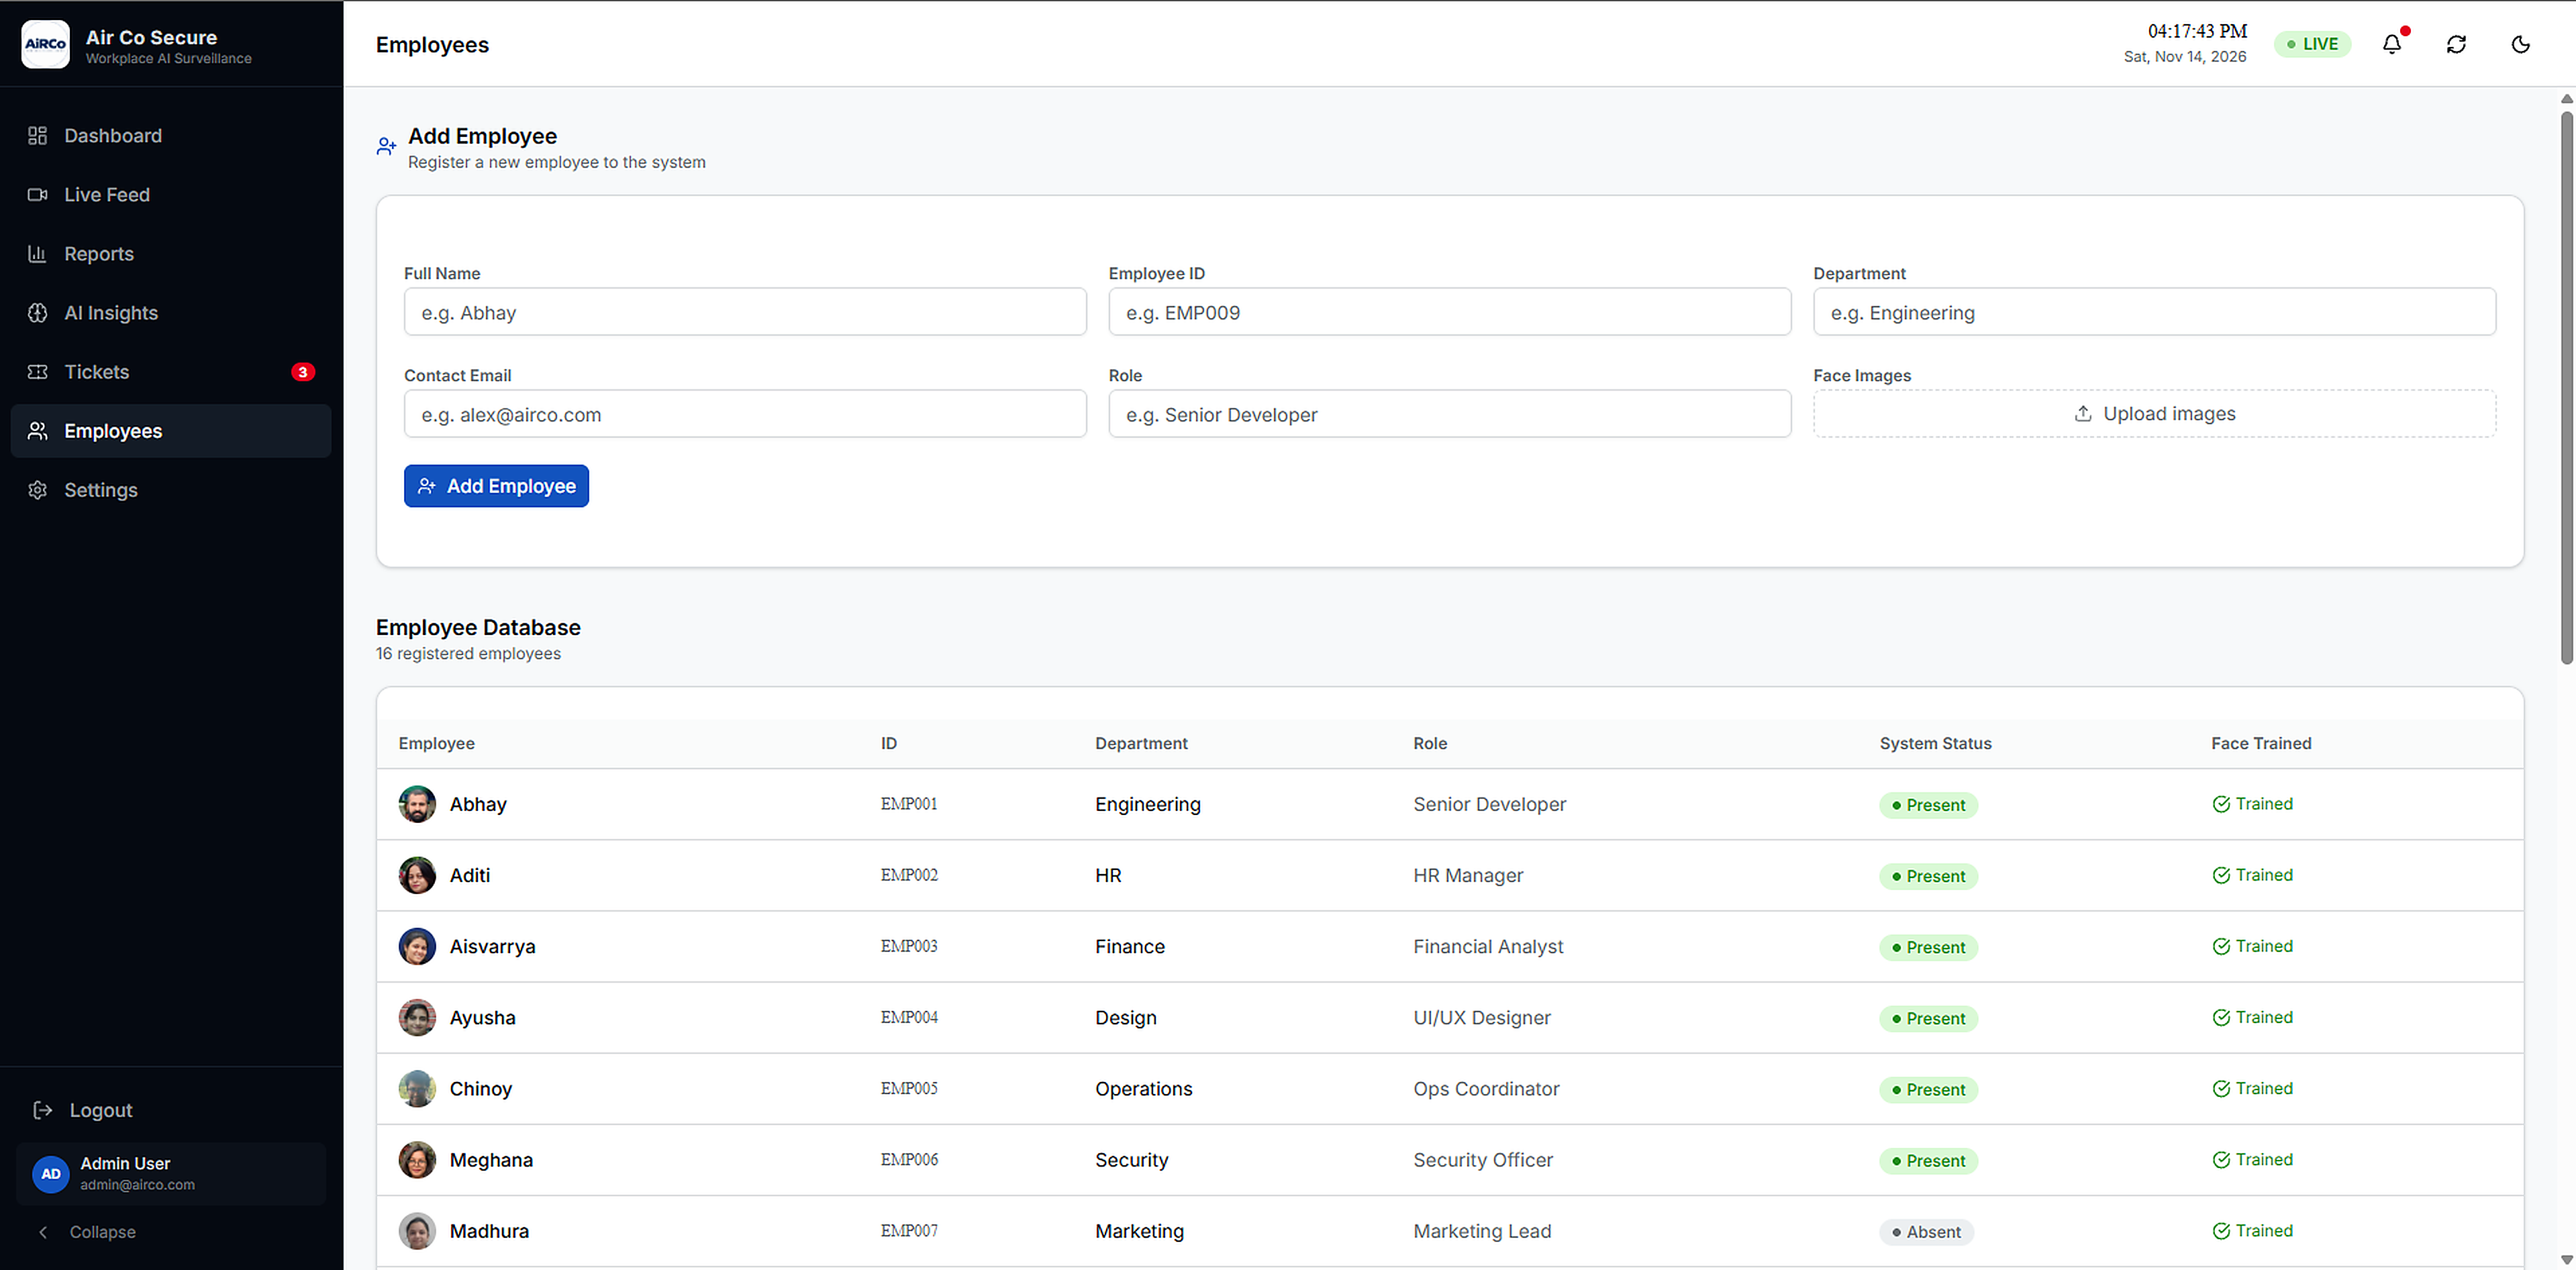 AiRCo
Air Co Secure
Workplace AI Surveillance
Dashboard
Live Feed
Reports
AI Insights
Tickets 3
Employees
Settings
Logout
AD
Admin User
admin@airco.com
Collapse
Employees
04:17:43 PM
Sat, Nov 14, 2026
LIVE
Add Employee
Register a new employee to the system
Full Name Employee ID Department
e.g. Abhay e.g. EMP009 e.g. Engineering
Contact Email Role Face Images
e.g. alex@airco.com e.g. Senior Developer Upload images
Add Employee
Employee Database
16 registered employees
Employee ID Department Role System Status Face Trained
Abhay EMP001 Engineering Senior Developer Present Trained
Aditi EMP002 HR HR Manager Present Trained
Aisvarrya EMP003 Finance Financial Analyst Present Trained
Ayusha EMP004 Design UI/UX Designer Present Trained
Chinoy EMP005 Operations Ops Coordinator Present Trained
Meghana EMP006 Security Security Officer Present Trained
Madhura EMP007 Marketing Marketing Lead Absent Trained